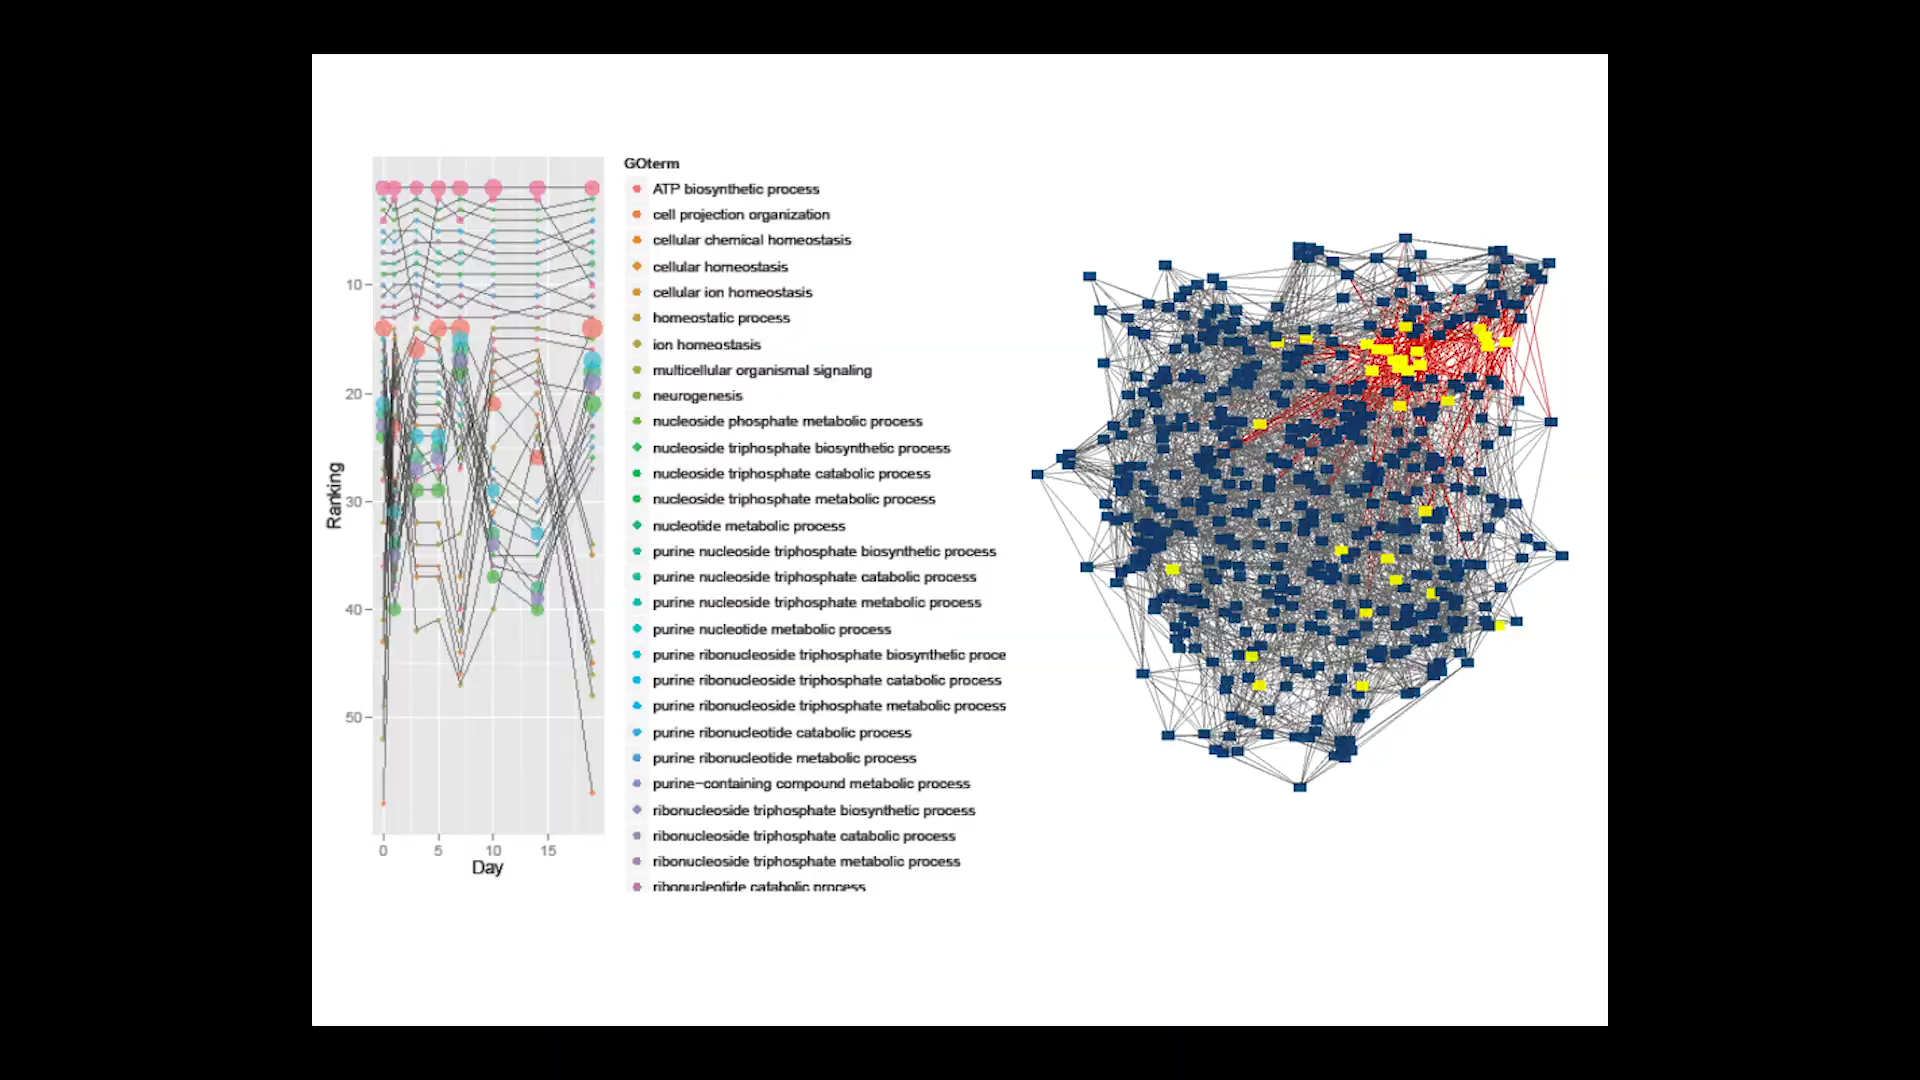 10
20
30
40
50
Ranking
0 5 10 15
Day
GOterm
ATP biosynthetic process
cell projection organization
cellular chemical homeostasis
cellular homeostasis
cellular ion homeostasis
homeostatic process
ion homeostasis
multicellular organismal signaling
neurogenesis
nucleoside phosphate metabolic process
nucleoside triphosphate biosynthetic process
nucleoside triphosphate catabolic process
nucleoside triphosphate metabolic process
nucleotide metabolic process
purine nucleoside triphosphate biosynthetic process
purine nucleoside triphosphate catabolic process
purine nucleoside triphosphate metabolic process
purine nucleotide metabolic process
purine ribonucleoside triphosphate biosynthetic proce
purine ribonucleoside triphosphate catabolic process
purine ribonucleoside triphosphate metabolic process
purine ribonucleotide catabolic process
purine ribonucleotide metabolic process
purine-containing compound metabolic process
ribonucleoside triphosphate biosynthetic process
ribonucleoside triphosphate catabolic process
ribonucleoside triphosphate metabolic process
ribonucleotide catabolic process